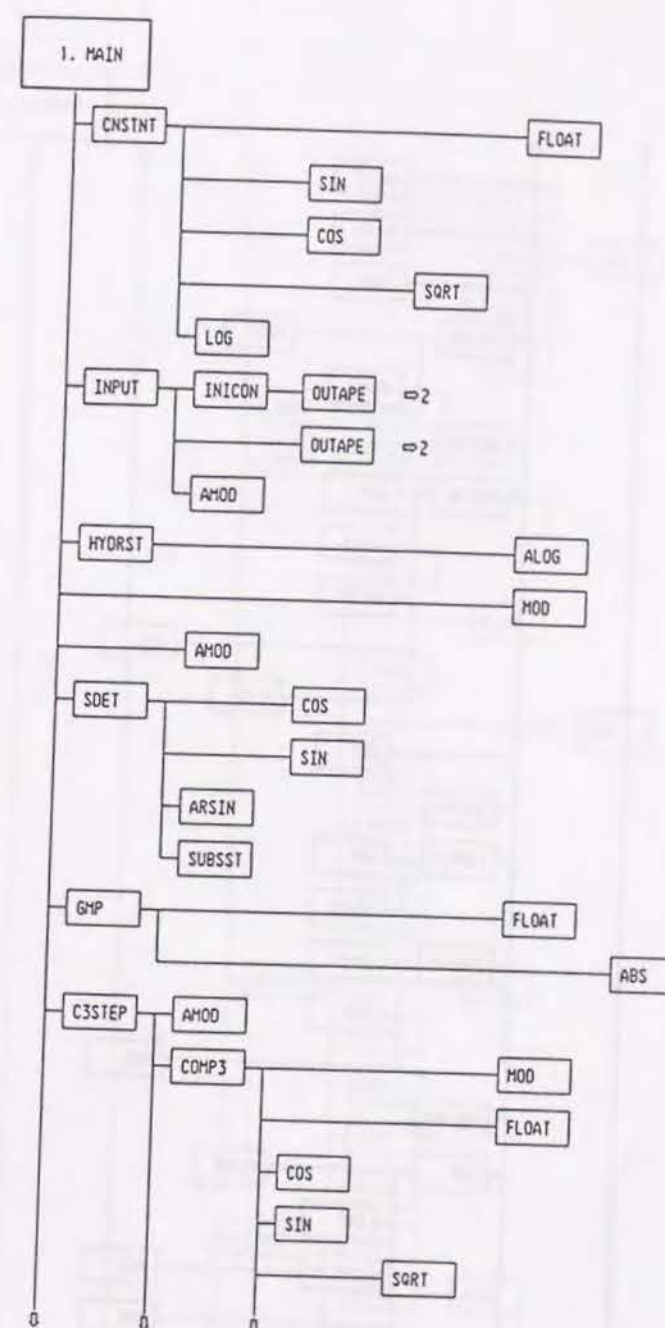 1. MAIN
CNSTNT
FLOAT
SIN
COS
SQRT
LOG
INPUT INICON OUTAPE ⇨2
OUTAPE ⇨2
AMOD
HYDRST
ALOG
MOD
AMOD
SDET COS
SIN
ARSIN
SUBSST
GMP
FLOAT
ABS
C3STEP AMOD
COMP3 MOD
FLOAT
COS
SIN
SQRT